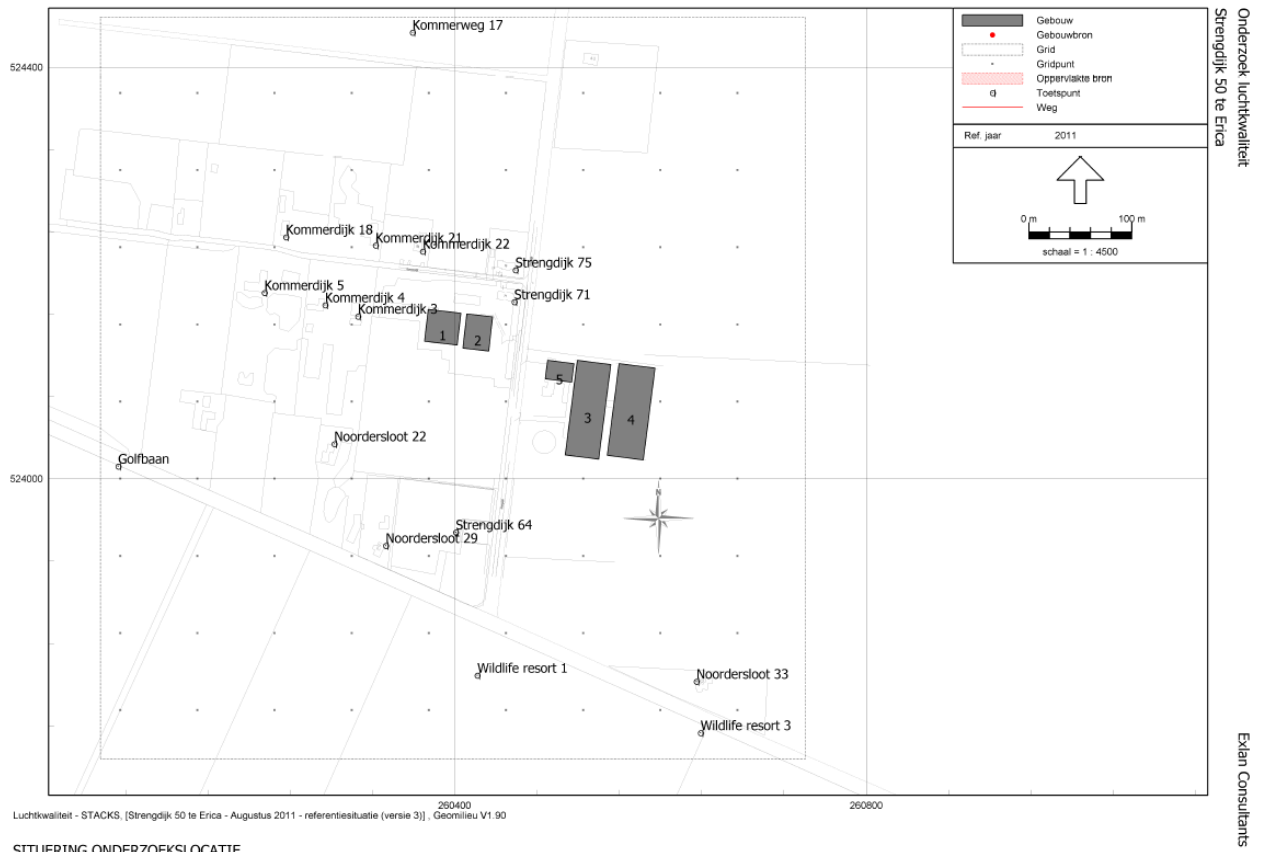 Kommerweg 17
524400
Kommerdijk 18
Kommerdijk 21
Kommerdijk 22
Strengdijk 75
Kommerdijk 5
Kommerdijk 4
Kommerdijk 3
Strengdijk 71
1
2
5
3
4
Noordersloot 22
Golfbaan
524000
N
Strengdijk 64
Noordersloot 29
Wildlife resort 1
Noordersloot 33
Wildlife resort 3
260400
260800
Gebouw
Gebouwbron
Grid
Gridpunt
Oppervlakte bron
Toetspunt
Weg
Ref. jaar 2011
0 m 100 m
schaal = 1 : 4500
Onderzoek luchtkwaliteit
Strengdijk 50 te Erica
Exlan Consultants
Luchtkwaliteit - STACKS, [Strengdijk 50 te Erica - Augustus 2011 - referentiesituatie (versie 3)] , Geomilieu V1.90
SITUERING ONDERZOEKSLOCATIE